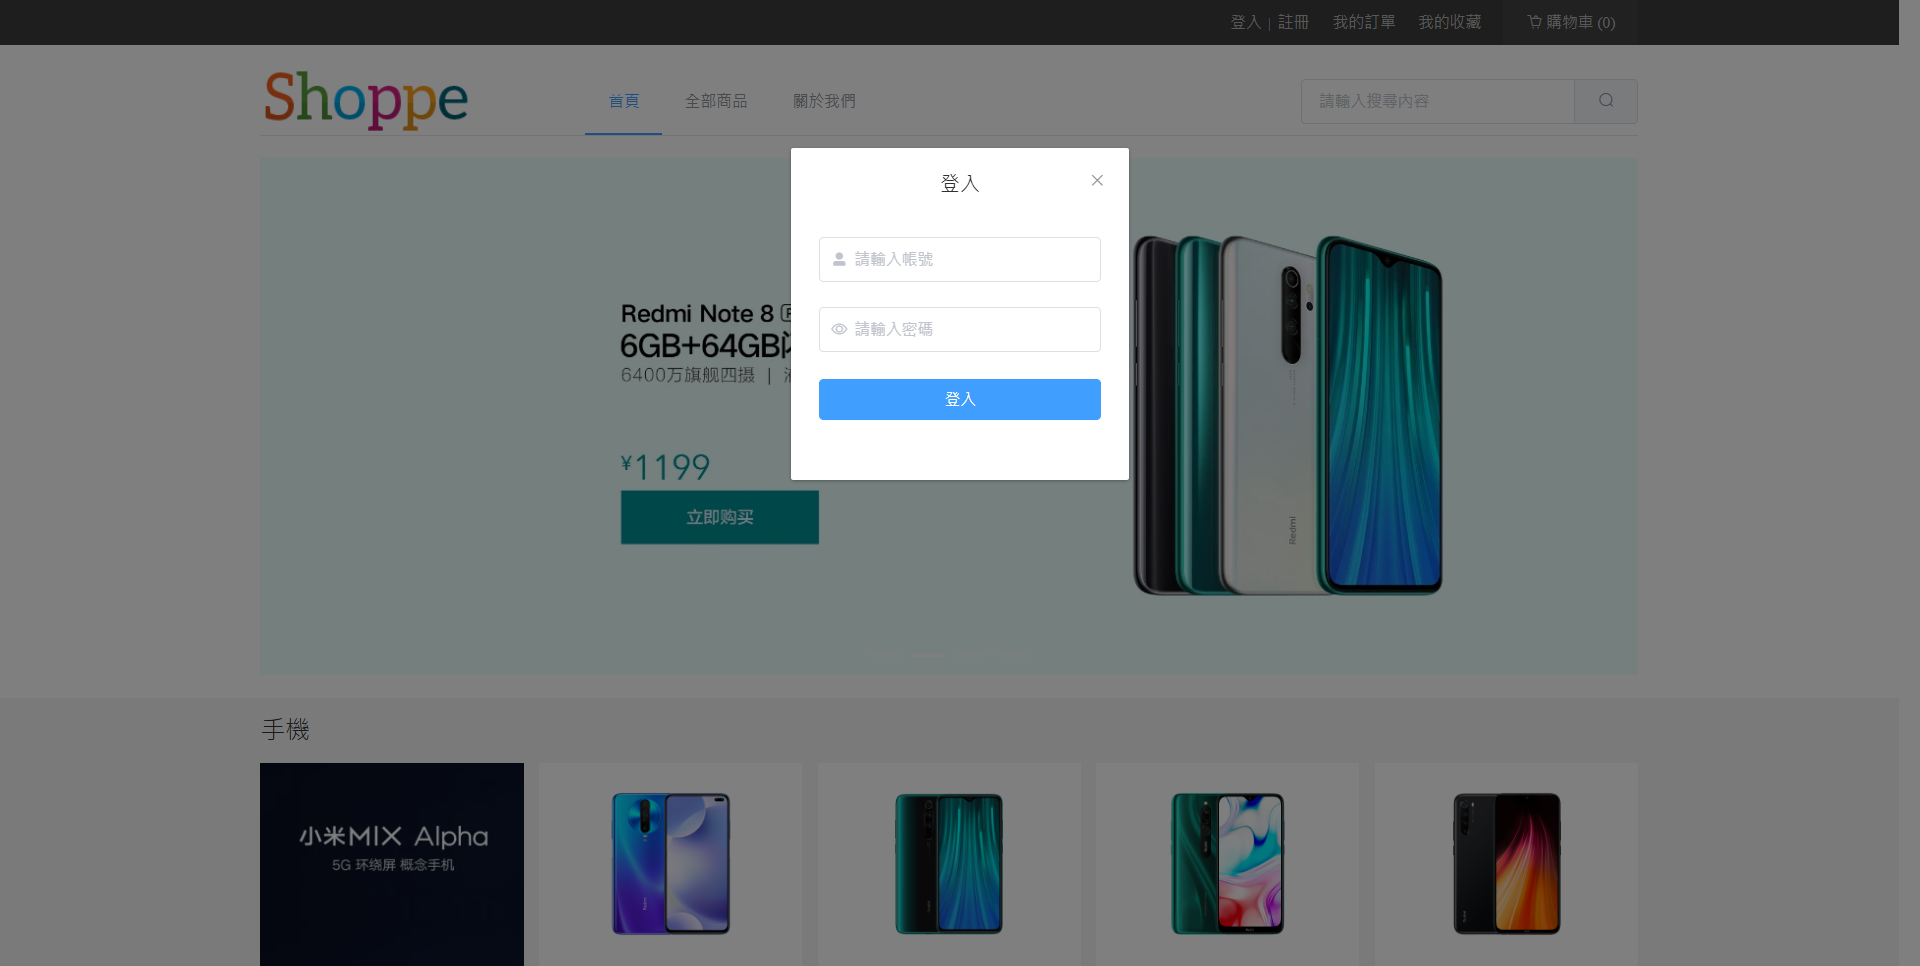 登入 | 註冊 我的訂單 我的收藏 購物車 (0)
Shoppe
首頁 全部商品 關於我們
請輸入搜尋內容
登入
請輸入帳號
請輸入密碼
登入
Redmi Note 8
6GB+64GB
6400万旗舰四摄 |
¥1199
立即购买
Redmi
手機
小米MIX Alpha
5G 环绕屏 概念手机